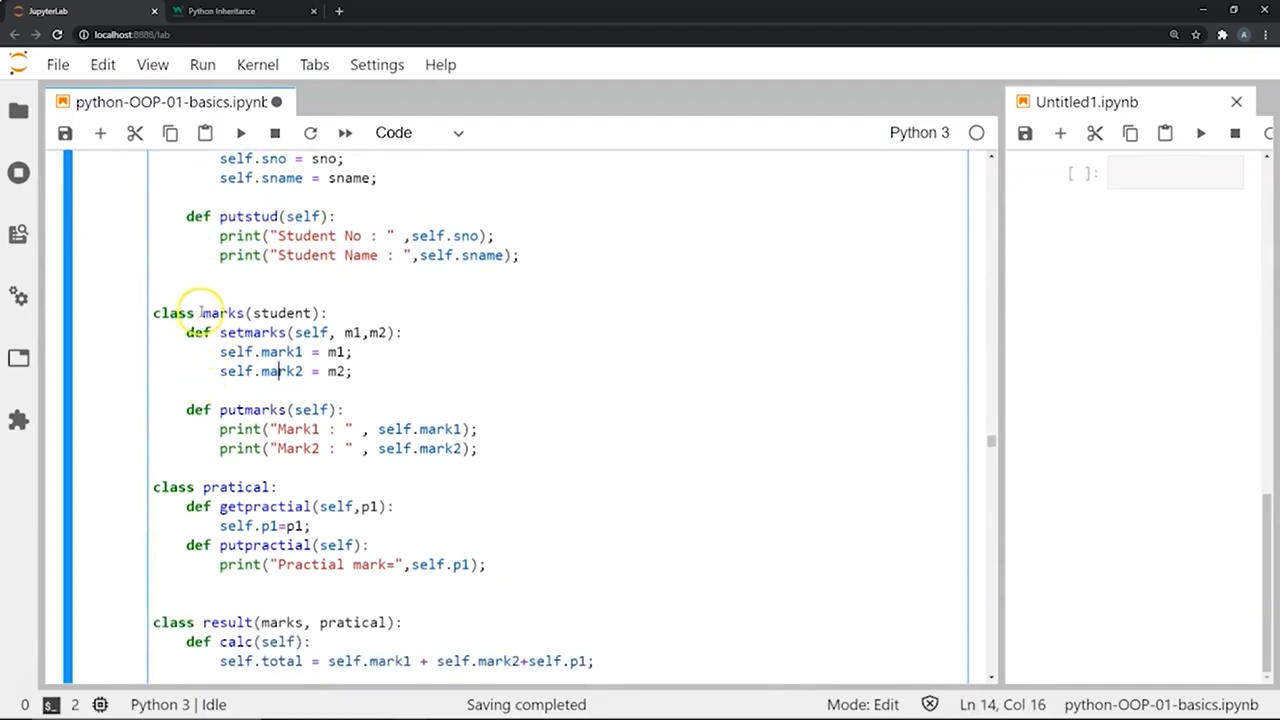 JupyterLab
Python Inheritance
localhost:8888/lab
File Edit View Run Kernel Tabs Settings Help
python-OOP-01-basics.ipynb
Untitled1.ipynb
Code
Python 3
[ ]:
self.sno = sno;
self.sname = sname;
def putstud(self):
print("Student No : " ,self.sno);
print("Student Name : ",self.sname);
class marks(student):
def setmarks(self, m1,m2):
self.mark1 = m1;
self.mark2 = m2;
def putmarks(self):
print("Mark1 : " , self.mark1);
print("Mark2 : " , self.mark2);
class pratical:
def getpractial(self,p1):
self.p1=p1;
def putpractial(self):
print("Practial mark=",self.p1);
class result(marks, pratical):
def calc(self):
self.total = self.mark1 + self.mark2+self.p1;
0 2 Python 3 | Idle Saving completed Mode: Edit Ln 14, Col 16 python-OOP-01-basics.ipynb